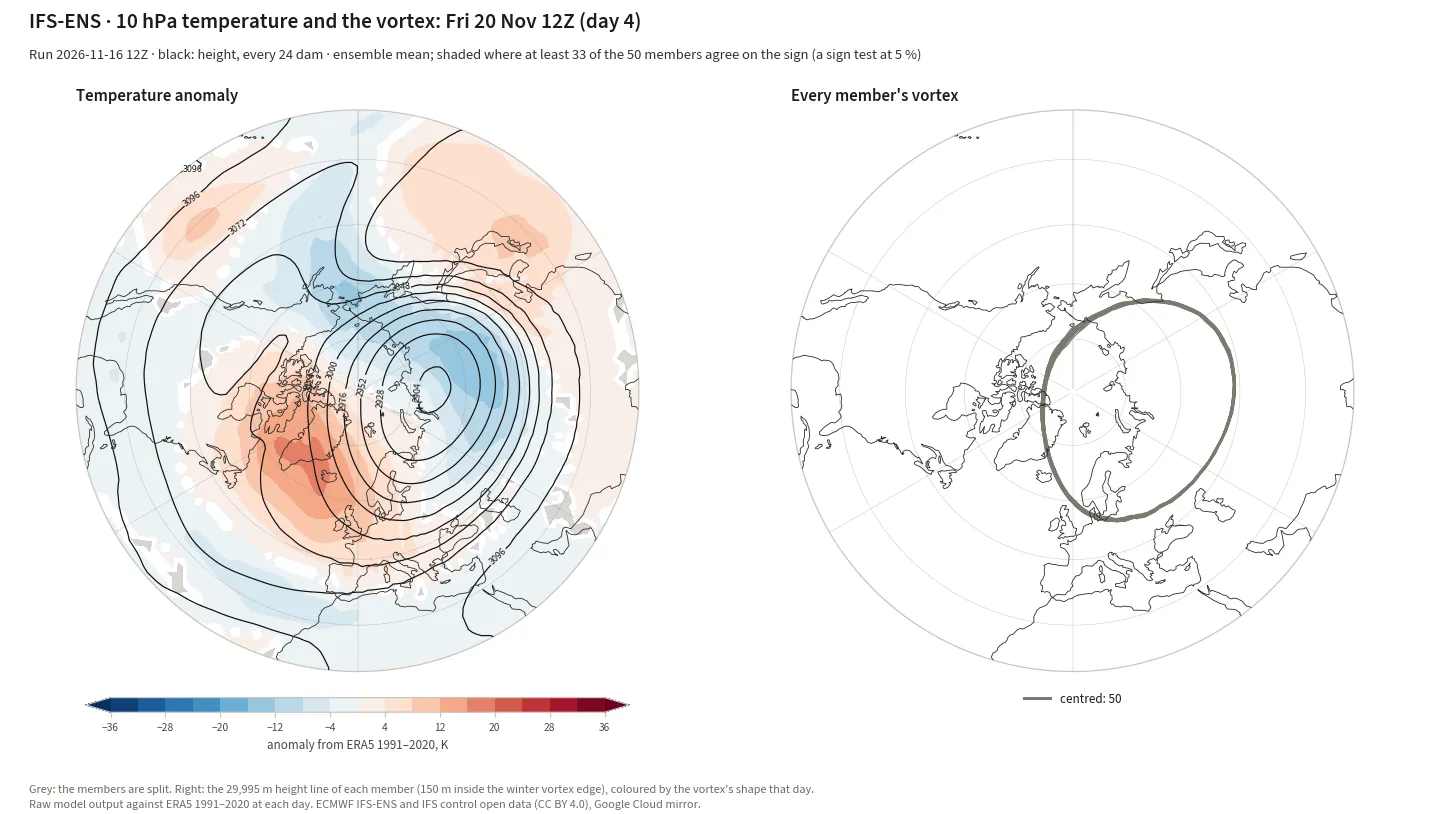 IFS-ENS · 10 hPa temperature and the vortex: Fri 20 Nov 12Z (day 4)
Run 2026-11-16 12Z · black: height, every 24 dam · ensemble mean; shaded where at least 33 of the 50 members agree on the sign (a sign test at 5 %)
Temperature anomaly
Every member's vortex
3096
3096
3072
3048
3000
2976
2952
2928
2904
3096
centred: 50
−36 −28 −20 −12 −4 4 12 20 28 36
anomaly from ERA5 1991–2020, K
Grey: the members are split. Right: the 29,995 m height line of each member (150 m inside the winter vortex edge), coloured by the vortex's shape that day.
Raw model output against ERA5 1991–2020 at each day. ECMWF IFS-ENS and IFS control open data (CC BY 4.0), Google Cloud mirror.